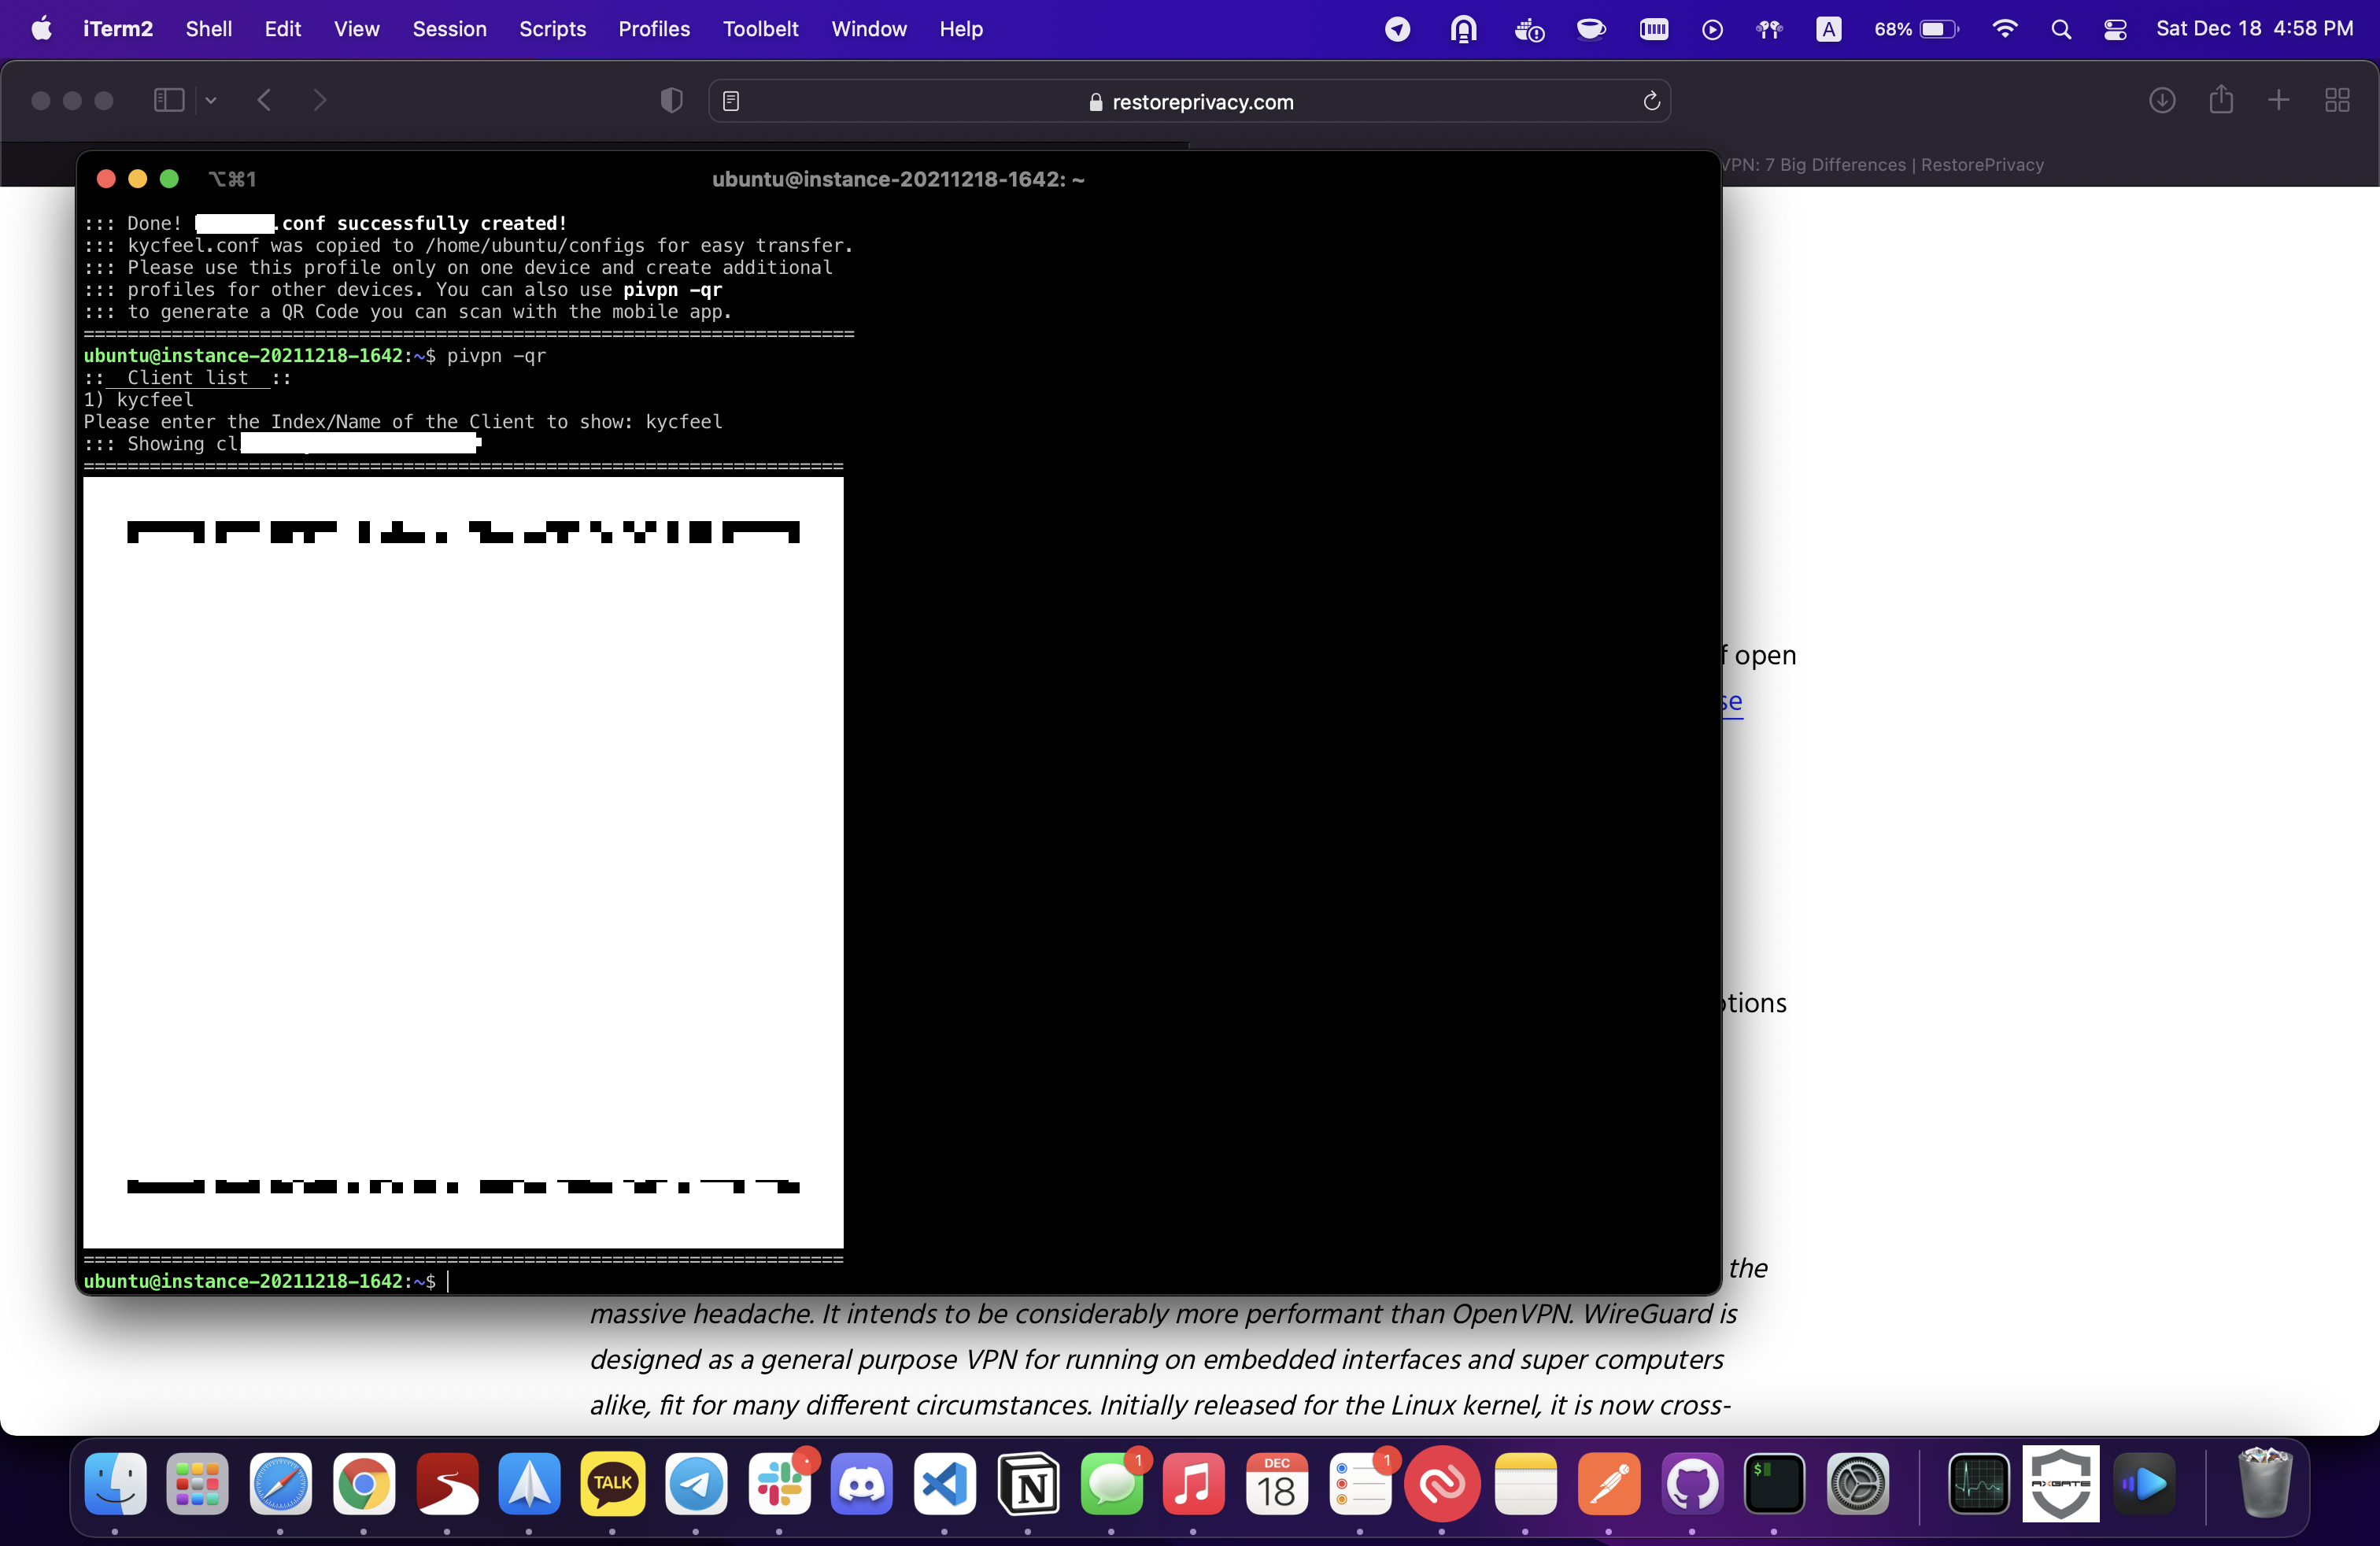 iTerm2 Shell Edit View Session Scripts Profiles Toolbelt Window Help A 68% Sat Dec 18 4:58 PM
restoreprivacy.com
VPN: 7 Big Differences | RestorePrivacy
⌥⌘1 ubuntu@instance-20211218-1642: ~
::: Done! .conf successfully created!
::: kycfeel.conf was copied to /home/ubuntu/configs for easy transfer.
::: Please use this profile only on one device and create additional
::: profiles for other devices. You can also use pivpn -qr
::: to generate a QR Code you can scan with the mobile app.
======================================================================
ubuntu@instance-20211218-1642:~$ pivpn -qr
:: Client list ::
1) kycfeel
Please enter the Index/Name of the Client to show: kycfeel
::: Showing cl
=====================================================================
f open
se
otions
=====================================================================
ubuntu@instance-20211218-1642:~$
the
massive headache. It intends to be considerably more performant than OpenVPN. WireGuard is
designed as a general purpose VPN for running on embedded interfaces and super computers
alike, fit for many different circumstances. Initially released for the Linux kernel, it is now cross-
TALK N 1 DEC 18 1 $ AXGATE